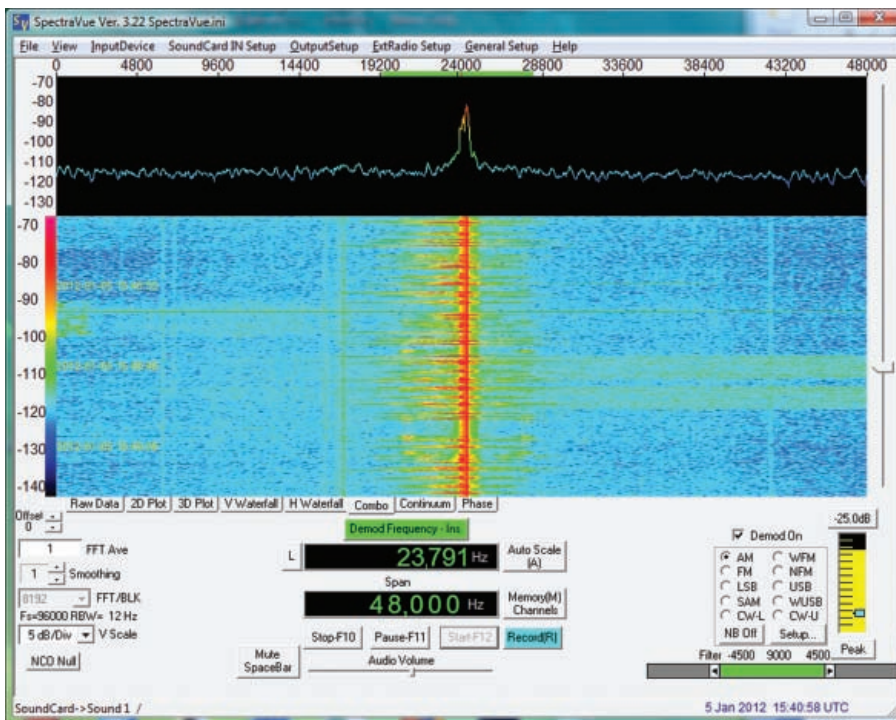 SpectraVue Ver. 3.22 SpectraVue.ini
File View InputDevice SoundCard IN Setup OutputSetup ExtRadio Setup General Setup Help
0 4800 9600 14400 19200 24000 28800 33600 38400 43200 48000
-70
-80
-90
-100
-110
-120
-130
-70
-80
-90
-100
-110
-120
-130
-140
Raw Data 2D Plot 3D Plot V Waterfall H Waterfall Combo Continuum Phase
Offset
0
Demod Frequency - Ins
-25.0dB
1 FFT Ave
L 23,791 Hz
Auto Scale
(A)
Demod On
1 Smoothing
Span
AM WFM
FM NFM
LSB USB
SAM WUSB
CW-L CW-U
8192 FFT/BLK
48,000 Hz
Memory(M)
Channels
Fs=96000 RBW= 12 Hz
5 dB/Div V Scale
Stop-F10 Pause-F11 Start-F12 Record(R)
NB Off Setup...
Peak
NCO Null
Mute
SpaceBar
Audio Volume
Filter -4500 9000 4500
SoundCard->Sound 1 /
5 Jan 2012 15:40:58 UTC